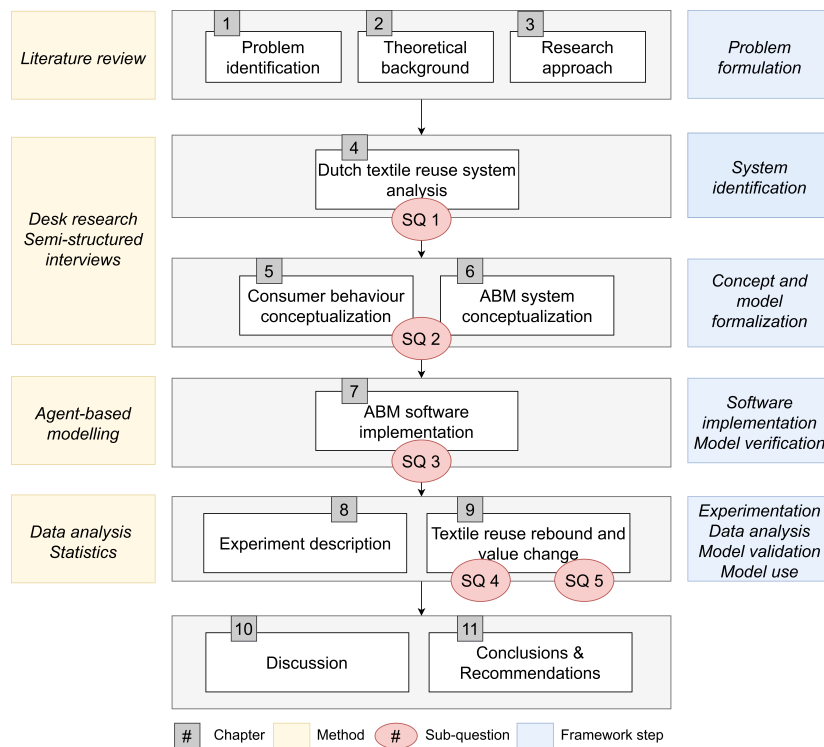 1
2
3
Literature review
Problem
identification
Theoretical
background
Research
approach
Problem
formulation
4
Dutch textile reuse system
analysis
SQ 1
System
identification
Desk research
Semi-structured
interviews
5
6
Consumer behaviour
conceptualization
ABM system
conceptualization
SQ 2
Concept and
model
formalization
7
Agent-based
modelling
ABM software
implementation
SQ 3
Software
implementation
Model verification
8
9
Data analysis
Statistics
Experiment description
Textile reuse rebound and
value change
SQ 4
SQ 5
Experimentation
Data analysis
Model validation
Model use
10
11
Discussion
Conclusions &
Recommendations
# Chapter
Method
# Sub-question
Framework step